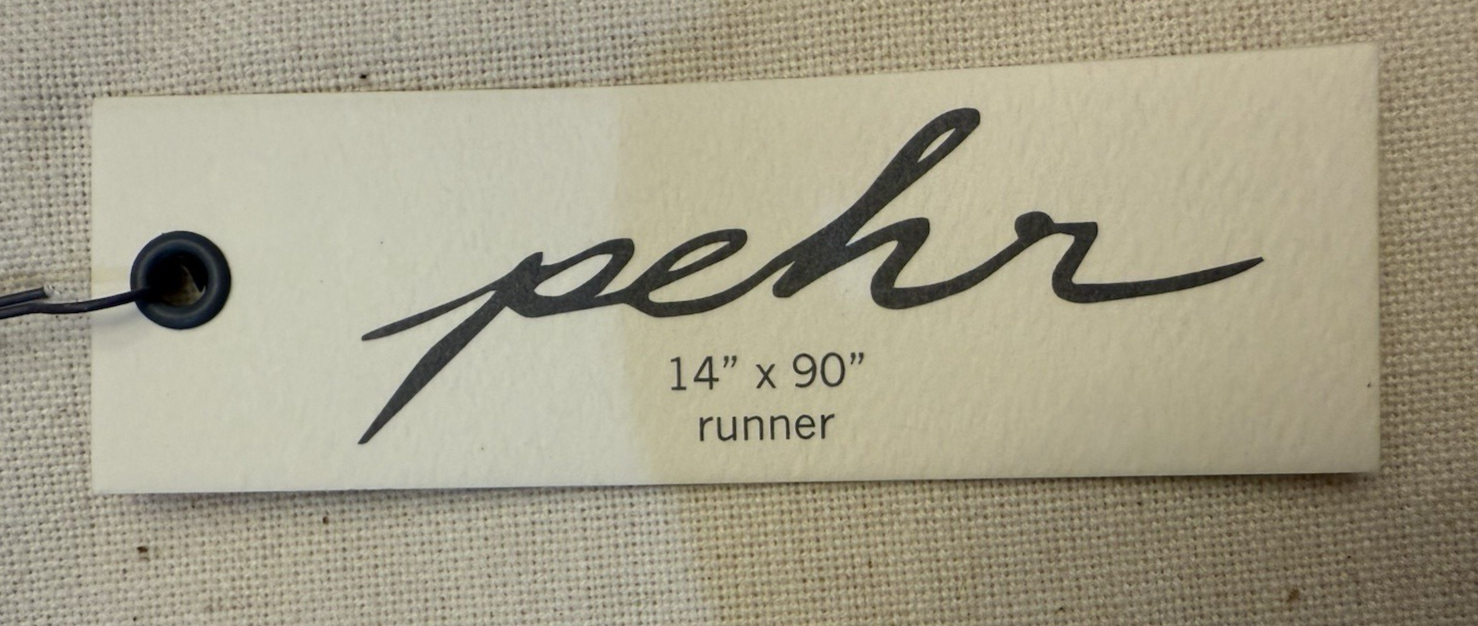 pehr
14” x 90”
runner